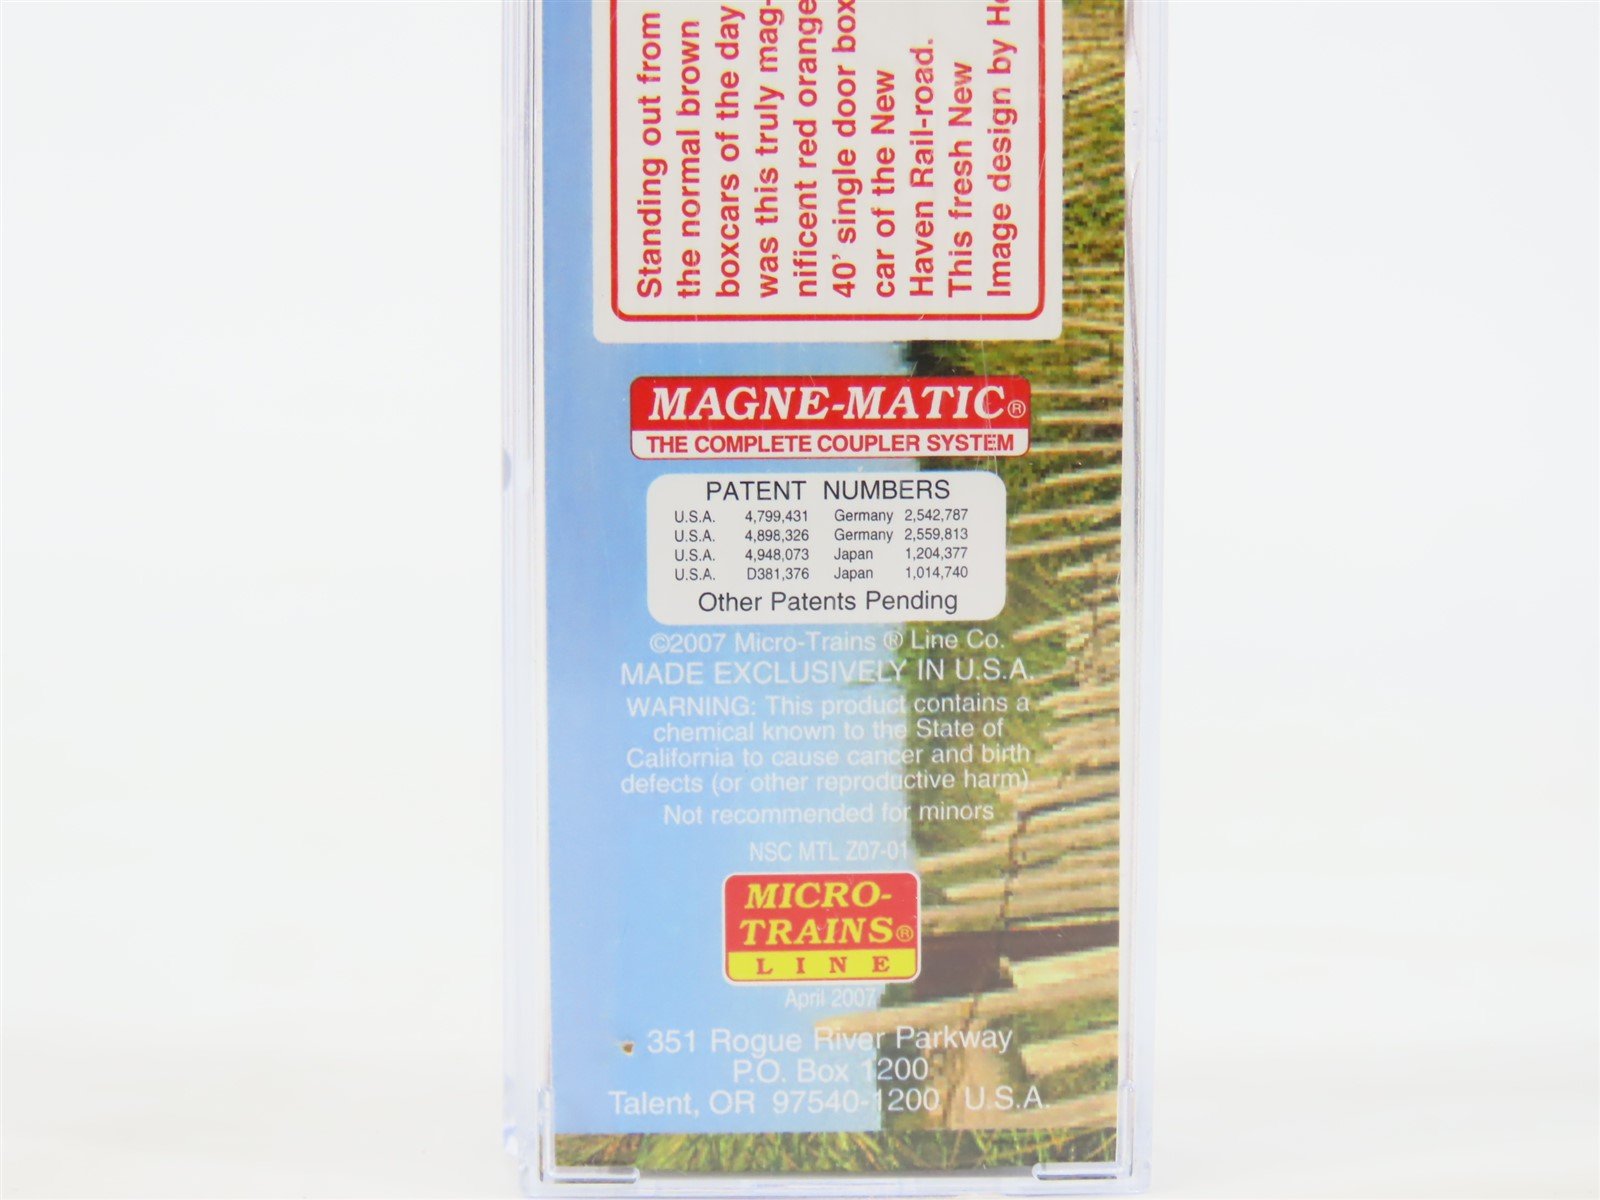 Standing out from
the normal brown
boxcars of the day
was this truly mag-
nificent red orange
40' single door box
car of the New
Haven Rail-road.
This fresh New
Image design by
MAGNE-MATIC®
THE COMPLETE COUPLER SYSTEM
PATENT NUMBERS
U.S.A. 4,799,431 Germany 2,542,787
U.S.A. 4,898,326 Germany 2,559,813
U.S.A. 4,948,073 Japan 1,204,377
U.S.A. D381,376 Japan 1,014,740
Other Patents Pending
©2007 Micro-Trains ® Line Co.
MADE EXCLUSIVELY IN U.S.A.
WARNING: This product contains a
chemical known to the State of
California to cause cancer and birth
defects (or other reproductive harm).
Not recommended for minors
NSC MTL Z07-01
MICRO-
TRAINS®
LINE
April 2007
351 Rogue River Parkway
P.O. Box 1200
Talent, OR 97540-1200 U.S.A.